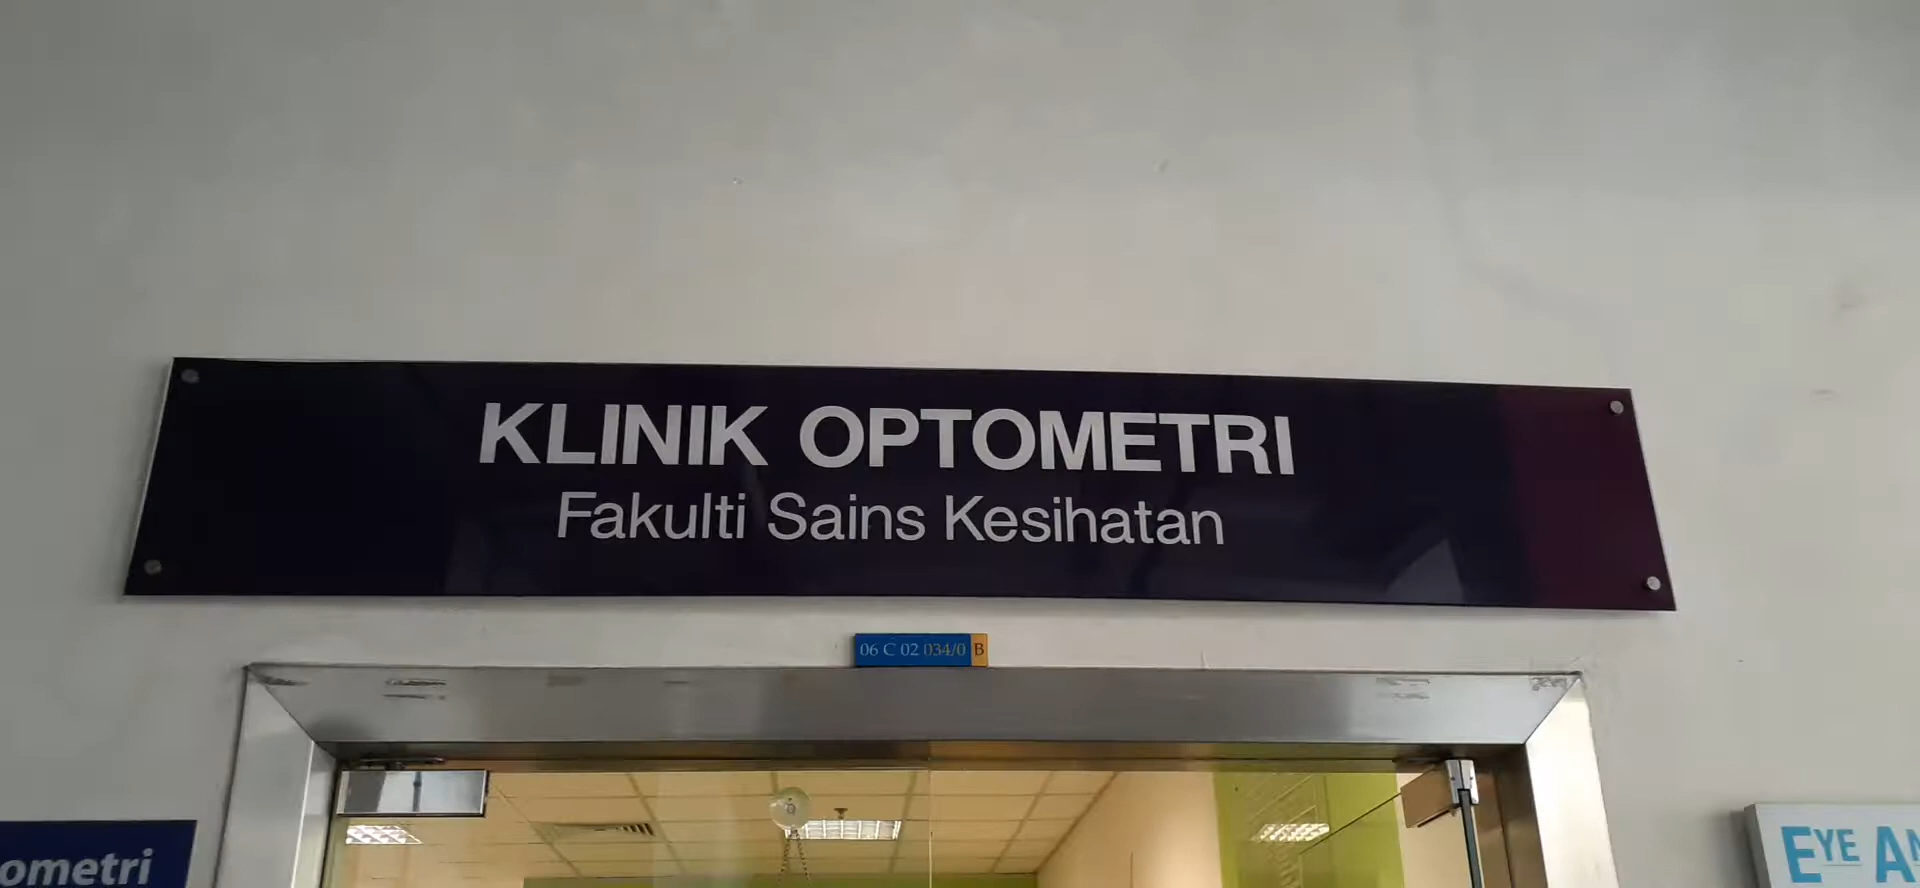 KLINIK OPTOMETRI
Fakulti Sains Kesihatan
06 C 02 034/0 B
ometri
EYE